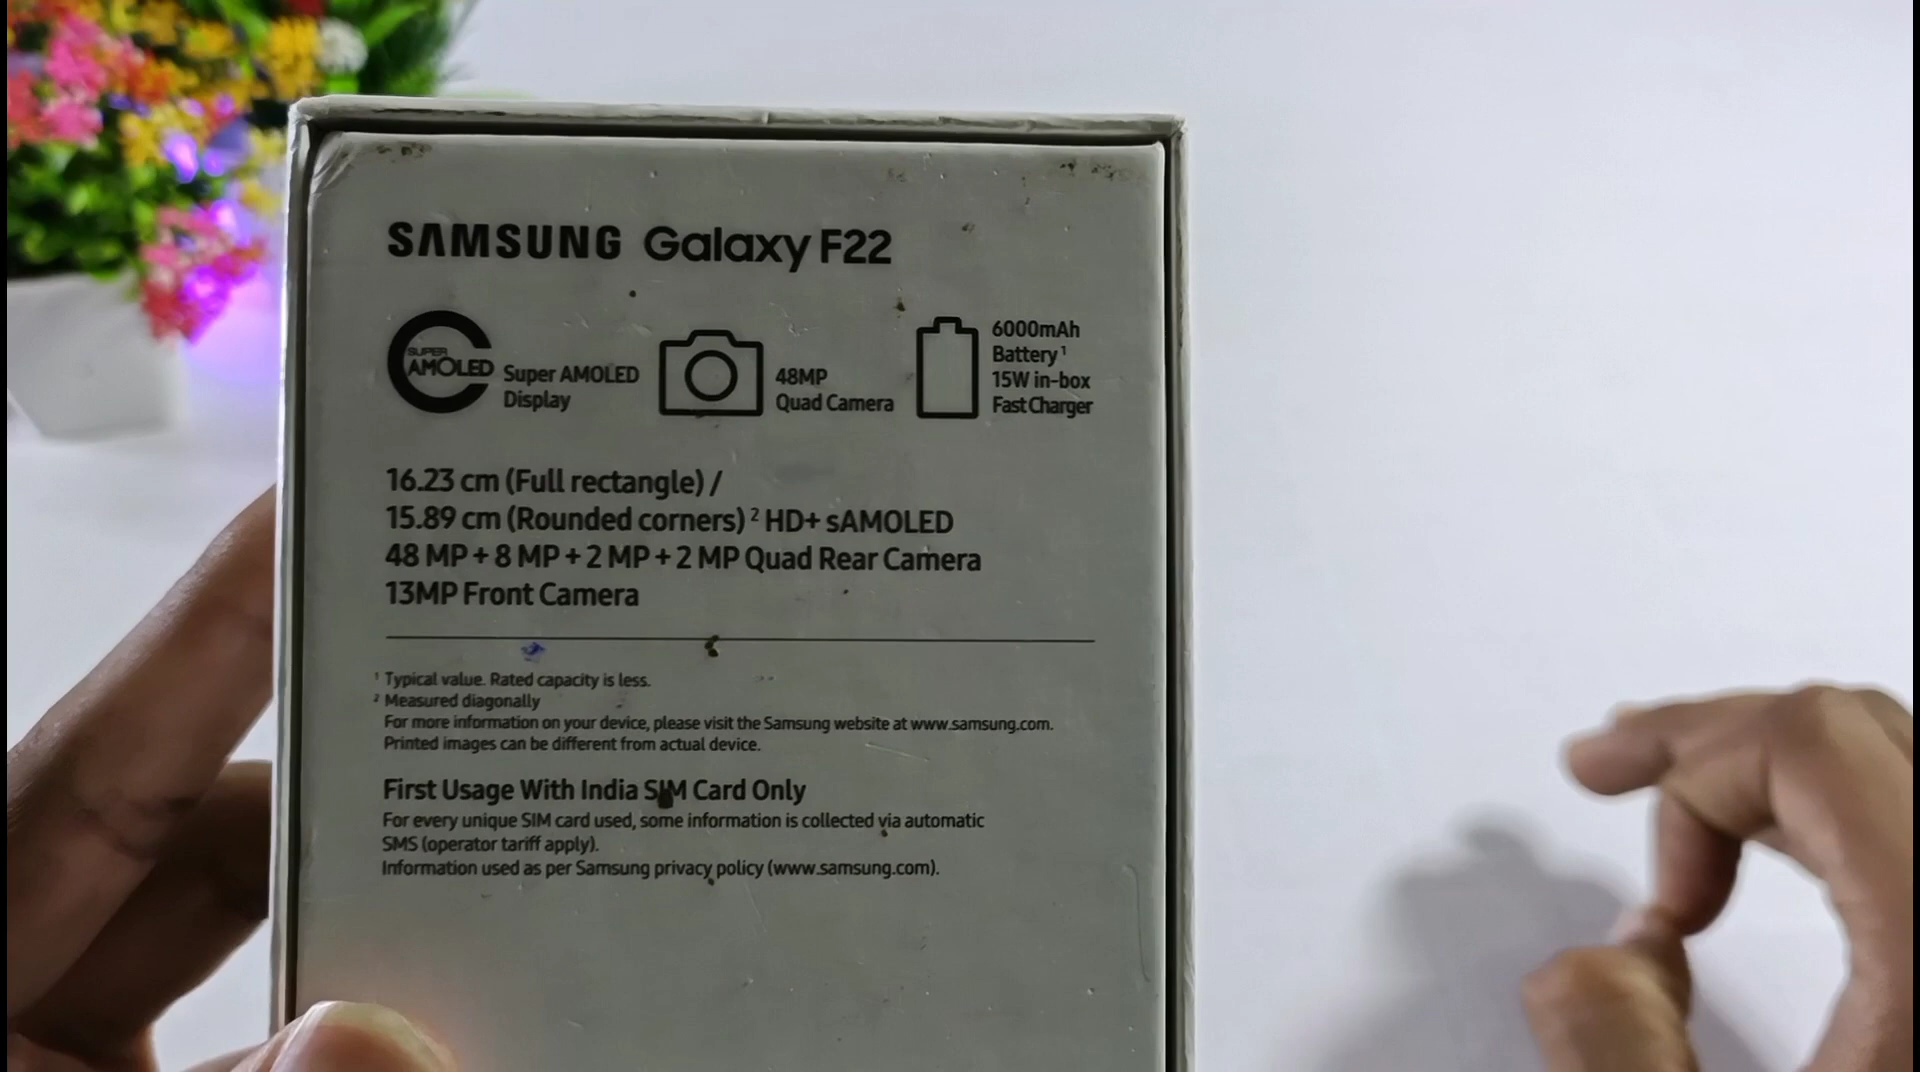 SAMSUNG Galaxy F22
SUPER
AMOLED
Super AMOLED
Display
48MP
Quad Camera
6000mAh
Battery¹
15W in-box
Fast Charger
16.23 cm (Full rectangle) /
15.89 cm (Rounded corners)² HD+ sAMOLED
48 MP + 8 MP + 2 MP + 2 MP Quad Rear Camera
13MP Front Camera
¹ Typical value. Rated capacity is less.
² Measured diagonally
For more information on your device, please visit the Samsung website at www.samsung.com.
Printed images can be different from actual device.
First Usage With India SIM Card Only
For every unique SIM card used, some information is collected via automatic
SMS (operator tariff apply).
Information used as per Samsung privacy policy (www.samsung.com).